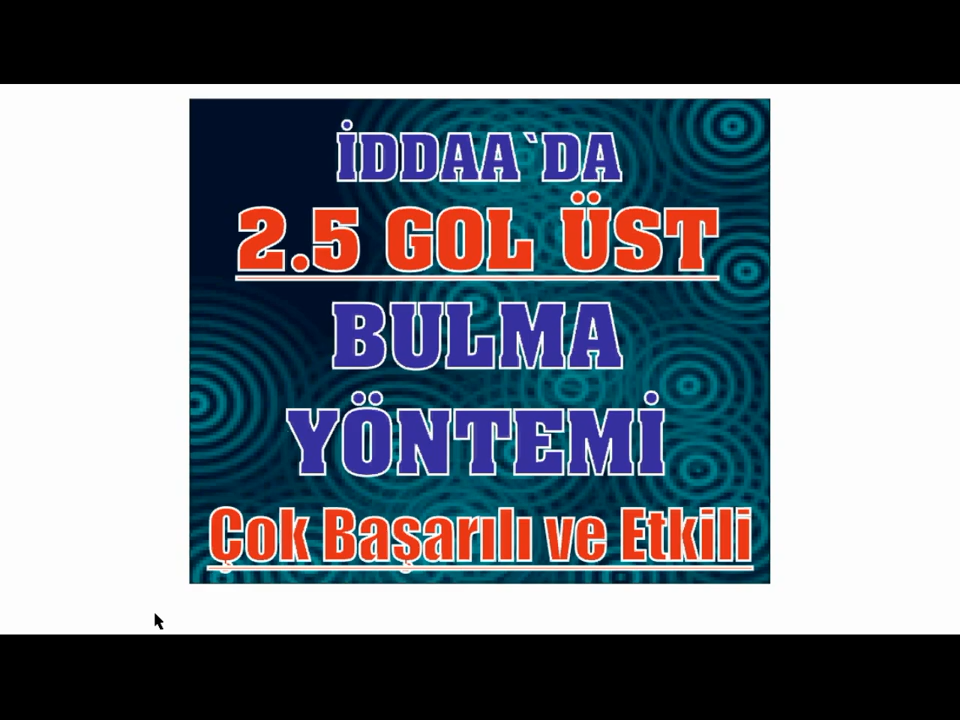 İDDAA`DA
2.5 GOL ÜST
BULMA
YÖNTEMİ
Çok Başarılı ve Etkili